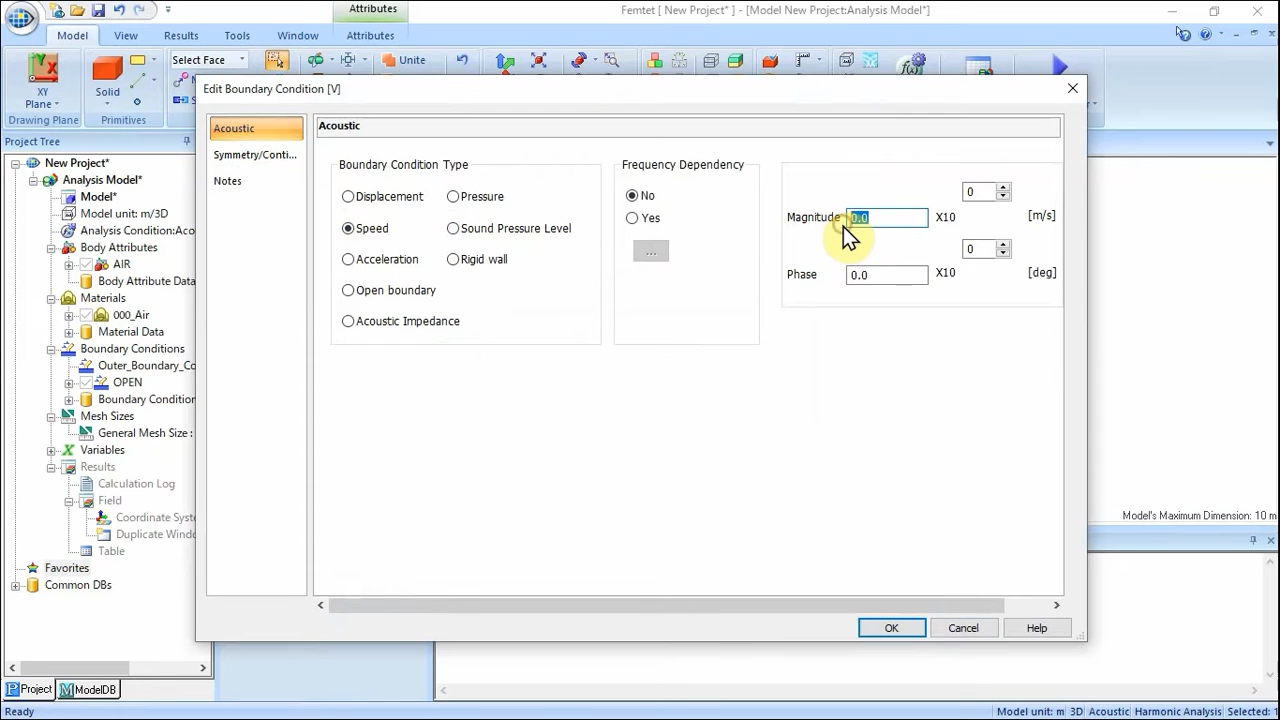 Attributes
Femtet [ New Project* ] - [Model New Project:Analysis Model*]
Model
View
Results
Tools
Window
Attributes
XY
Plane
Drawing Plane
Solid
Primitives
Select Face
Unite
Project Tree
New Project*
Analysis Model*
Model*
Model unit: m/3D
Analysis Condition:Aco
Body Attributes
AIR
Body Attribute Data
Materials
000_Air
Material Data
Boundary Conditions
Outer_Boundary_Co
OPEN
Boundary Condition
Mesh Sizes
General Mesh Size :
Variables
Results
Calculation Log
Field
Coordinate Syst
Duplicate Windo
Table
Favorites
Common DBs
Project
ModelDB
Edit Boundary Condition [V]
Acoustic
Symmetry/Conti...
Notes
Acoustic
Boundary Condition Type
Displacement
Pressure
Speed
Sound Pressure Level
Acceleration
Rigid wall
Open boundary
Acoustic Impedance
Frequency Dependency
No
Yes
...
0
Magnitude 0.0 X10 [m/s]
0
Phase 0.0 X10 [deg]
OK
Cancel
Help
Model's Maximum Dimension: 10 m
Ready
Model unit: m 3D Acoustic Harmonic Analysis Selected: 1